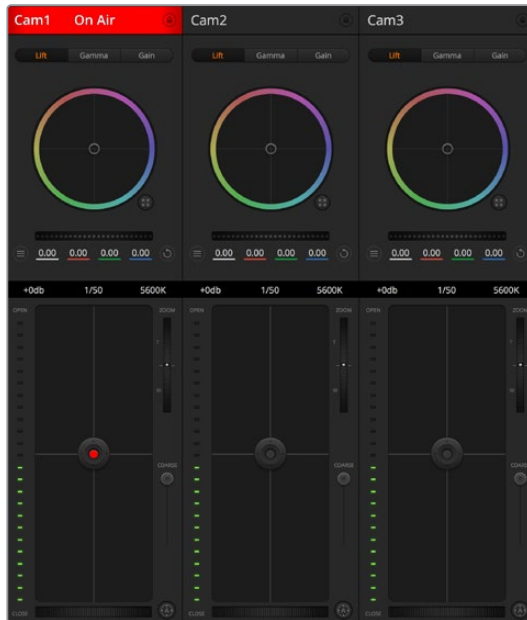 Cam1 On Air Cam2 Cam3
Lift Gamma Gain Lift Gamma Gain Lift Gamma Gain
0.00 0.00 0.00 0.00 0.00 0.00 0.00 0.00 0.00 0.00 0.00 0.00
+0db 1/50 5600K +0db 1/50 5600K +0db 1/50 5600K
OPEN ZOOM OPEN ZOOM OPEN ZOOM
T T T
W W W
COARSE COARSE COARSE
CLOSE A CLOSE A CLOSE A